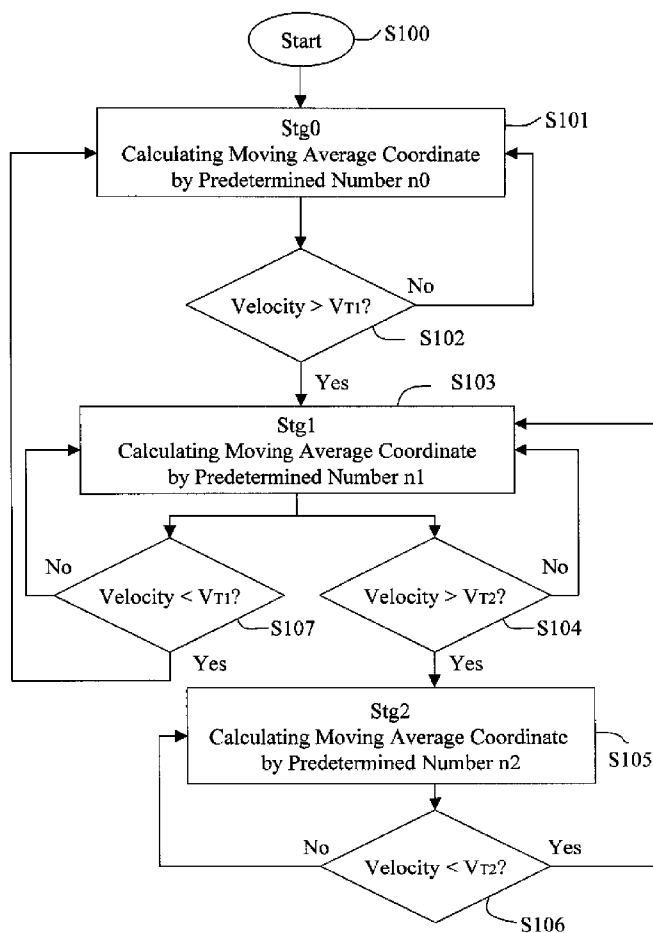 Start
S100
Stg0
Calculating Moving Average Coordinate
by Predetermined Number n0
S101
Velocity > VT1?
No
S102
Yes
S103
Stg1
Calculating Moving Average Coordinate
by Predetermined Number n1
No
Velocity < VT1?
S107
Yes
Velocity > VT2?
No
S104
Yes
Stg2
Calculating Moving Average Coordinate
by Predetermined Number n2
S105
No
Velocity < VT2?
Yes
S106